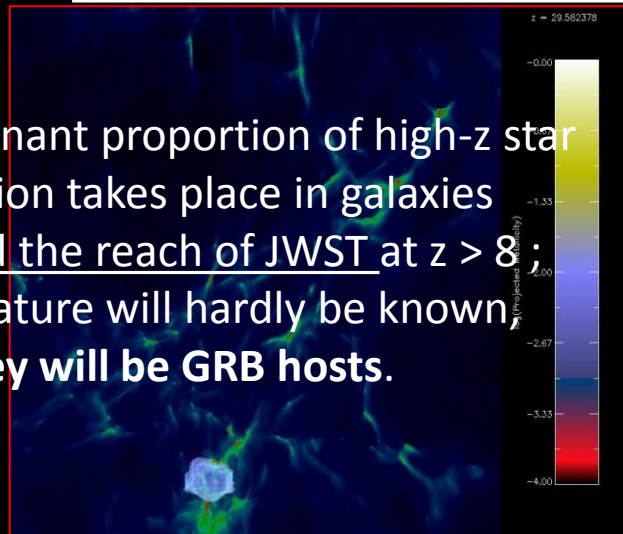 z = 29.582378
-0.00
nant proportion of high-z star
ion takes place in galaxies
-1.33
the reach of JWST at z > 8 ;
-2.00
ature will hardly be known,
-2.67
ey will be GRB hosts.
-3.33
-4.00